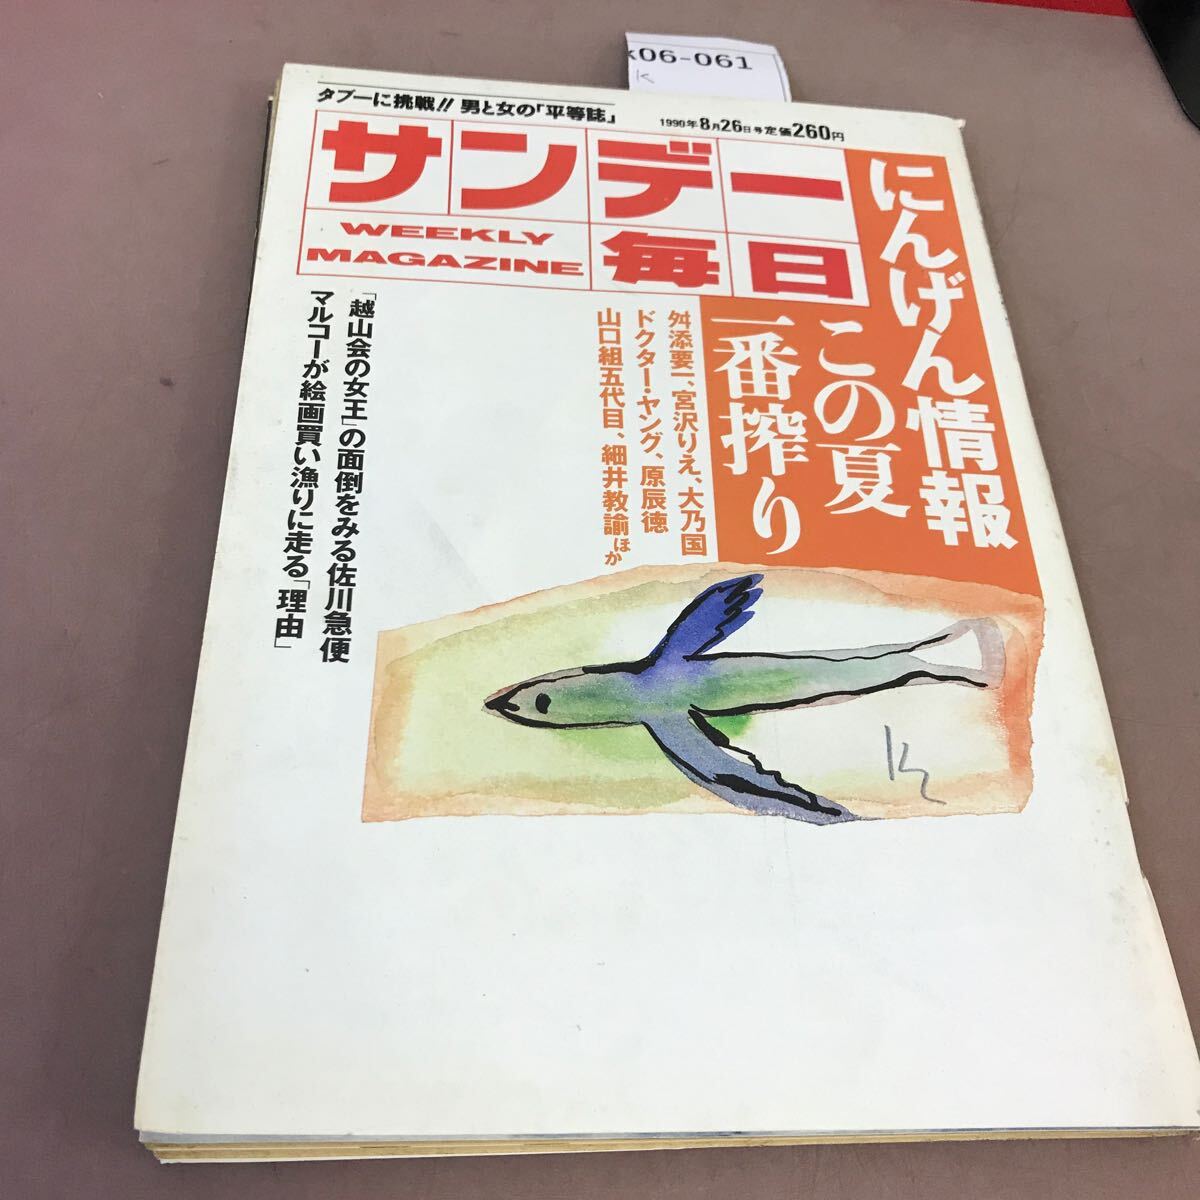 k06-061
K
タブーに挑戦!! 男と女の「平等誌」
1990年8月26日号定価260円
サンデー
毎日
WEEKLY
MAGAZINE
にんげん情報
この夏
一番搾り
舛添要一、宮沢りえ、大乃国
ドクター・ヤング、原辰徳
山口組五代目、細井教諭ほか
「越山会の女王」の面倒をみる佐川急便
マルコーが絵画買い漁りに走る「理由」